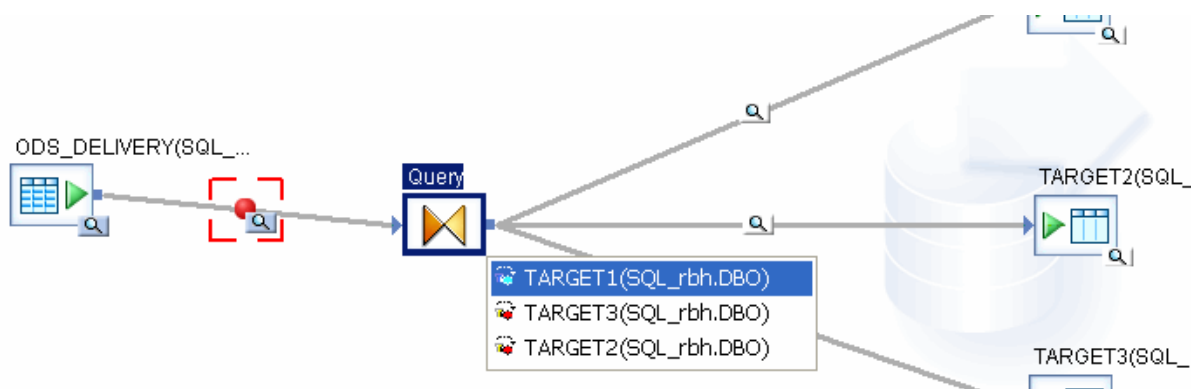 ODS_DELIVERY(SQL_...
Query
TARGET2(SQL_
TARGET1(SQL_rbh.DBO)
TARGET3(SQL_rbh.DBO)
TARGET2(SQL_rbh.DBO)
TARGET3(SQL_